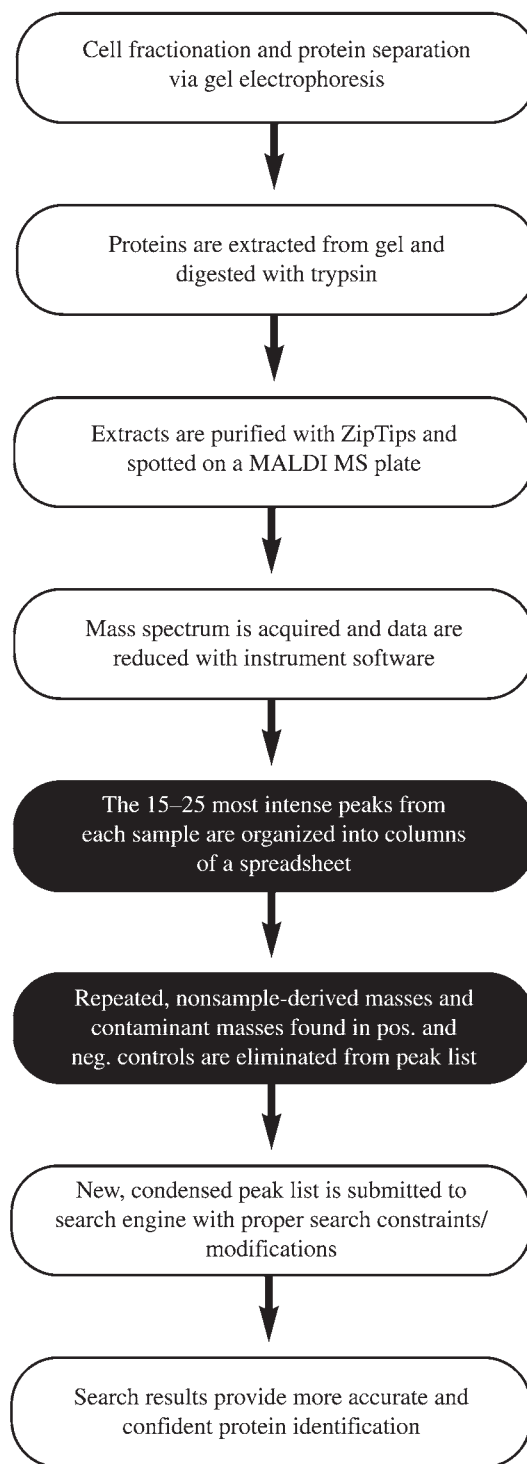 Cell fractionation and protein separation
via gel electrophoresis
Proteins are extracted from gel and
digested with trypsin
Extracts are purified with ZipTips and
spotted on a MALDI MS plate
Mass spectrum is acquired and data are
reduced with instrument software
The 15–25 most intense peaks from
each sample are organized into columns
of a spreadsheet
Repeated, nonsample-derived masses and
contaminant masses found in pos. and
neg. controls are eliminated from peak list
New, condensed peak list is submitted to
search engine with proper search constraints/
modifications
Search results provide more accurate and
confident protein identification